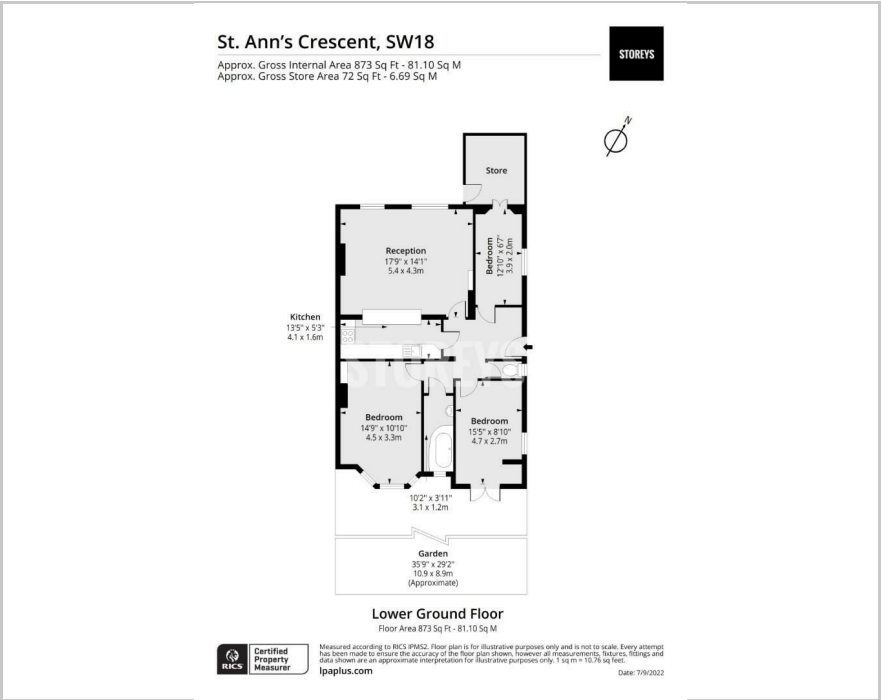 St. Ann's Crescent, SW18
Approx. Gross Internal Area 873 Sq Ft - 81.10 Sq M
Approx. Gross Store Area 72 Sq Ft - 6.69 Sq M
STOREYS
N
Store
Reception
17'9" x 14'1"
5.4 x 4.3m
Bedroom
12'10" x 6'7"
3.9 x 2.0m
Kitchen
13'5" x 5'3"
4.1 x 1.6m
STOREYS
Bedroom
14'9" x 10'10"
4.5 x 3.3m
Bedroom
15'5" x 8'10"
4.7 x 2.7m
10'2" x 3'11"
3.1 x 1.2m
Garden
35'9" x 29'2"
10.9 x 8.9m
(Approximate)
Lower Ground Floor
Floor Area 873 Sq Ft - 81.10 Sq M
RICS
Certified
Property
Measurer
Measured according to RICS IPMS2. Floor plan is for illustrative purposes only and is not to scale. Every attempt
has been made to ensure the accuracy of the floor plan shown, however all measurements, fixtures, fittings and
data shown are an approximate interpretation for illustrative purposes only. 1 sq m = 10.76 sq feet.
lpaplus.com
Date: 7/9/2022